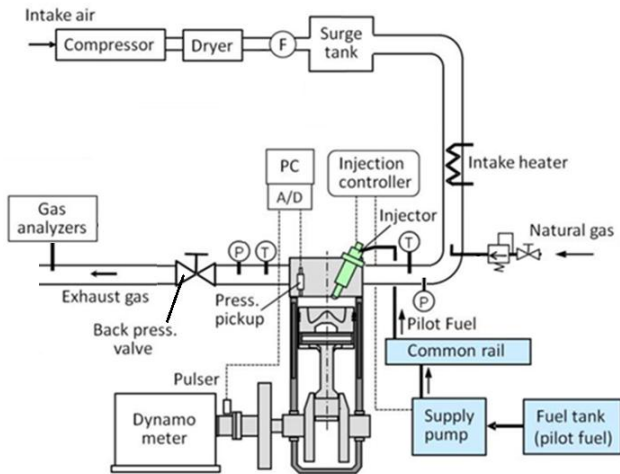 Intake air
Compressor
Dryer
F
Surge
tank
PC
A/D
Injection
controller
Intake heater
Gas
analyzers
Injector
Natural gas
P
T
T
Exhaust gas
Press.
pickup
P
Back press.
valve
Pilot Fuel
Common rail
Pulser
Dynamo
meter
Supply
pump
Fuel tank
(pilot fuel)